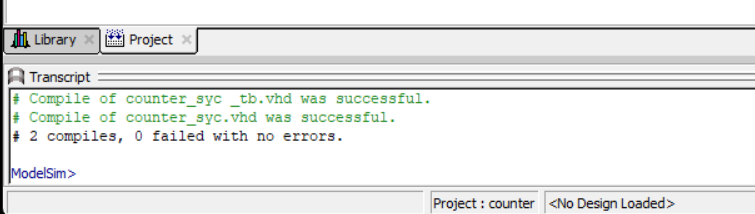 Library
Project
Transcript
# Compile of counter_syc _tb.vhd was successful.
# Compile of counter_syc.vhd was successful.
# 2 compiles, 0 failed with no errors.
ModelSim>
Project : counter <No Design Loaded>